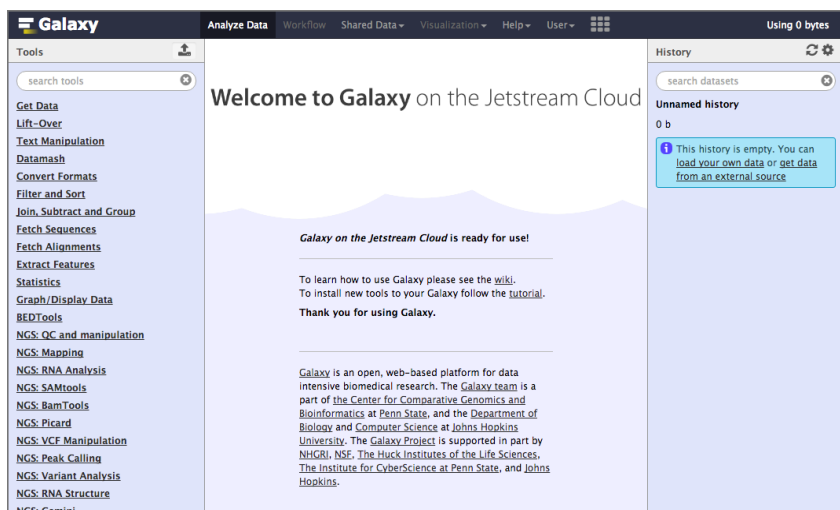 Galaxy
Analyze Data Workflow Shared Data Visualization Help User
Using 0 bytes
Tools
search tools
Get Data
Lift-Over
Text Manipulation
Datamash
Convert Formats
Filter and Sort
Join, Subtract and Group
Fetch Sequences
Fetch Alignments
Extract Features
Statistics
Graph/Display Data
BEDTools
NGS: QC and manipulation
NGS: Mapping
NGS: RNA Analysis
NGS: SAMtools
NGS: BamTools
NGS: Picard
NGS: VCF Manipulation
NGS: Peak Calling
NGS: Variant Analysis
NGS: RNA Structure
Welcome to Galaxy on the Jetstream Cloud
Galaxy on the Jetstream Cloud is ready for use!
To learn how to use Galaxy please see the wiki.
To install new tools to your Galaxy follow the tutorial.
Thank you for using Galaxy.
Galaxy is an open, web-based platform for data
intensive biomedical research. The Galaxy team is a
part of the Center for Comparative Genomics and
Bioinformatics at Penn State, and the Department of
Biology and Computer Science at Johns Hopkins
University. The Galaxy Project is supported in part by
NHGRI, NSF, The Huck Institutes of the Life Sciences,
The Institute for CyberScience at Penn State, and Johns
Hopkins.
History
search datasets
Unnamed history
0 b
This history is empty. You can
load your own data or get data
from an external source